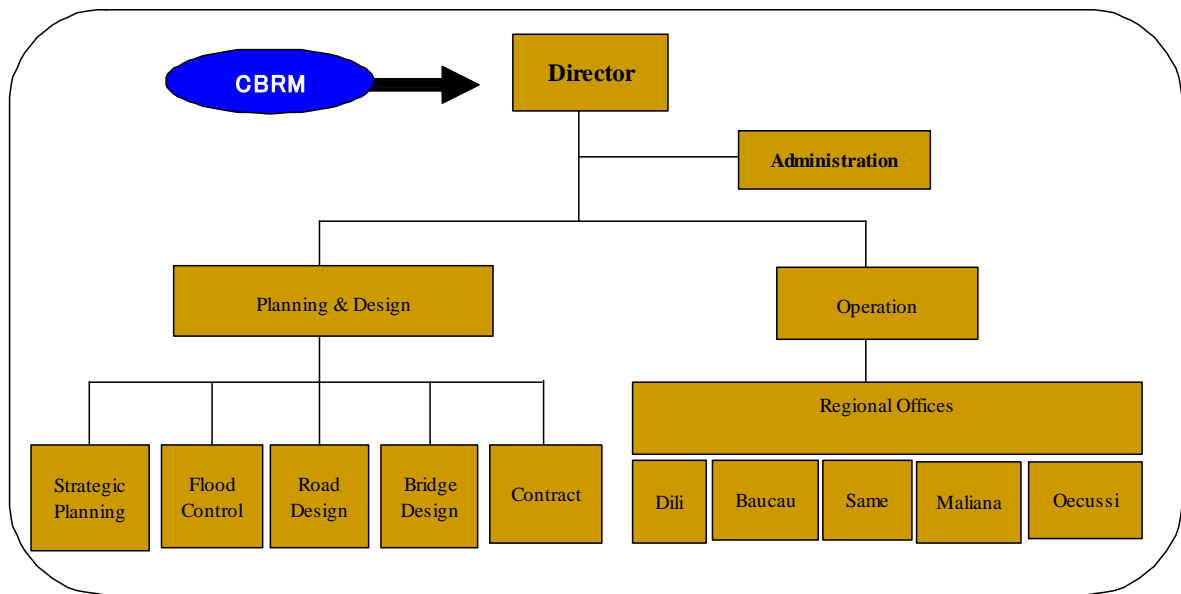 CBRM
Director
Administration
Planning & Design
Operation
Regional Offices
Strategic
Planning
Flood
Control
Road
Design
Bridge
Design
Contract
Dili
Baucau
Same
Maliana
Oecussi